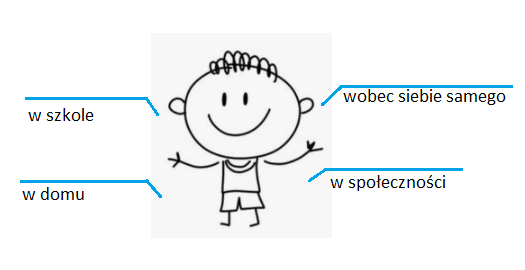 w szkole
wobec siebie samego
w domu
w społeczności